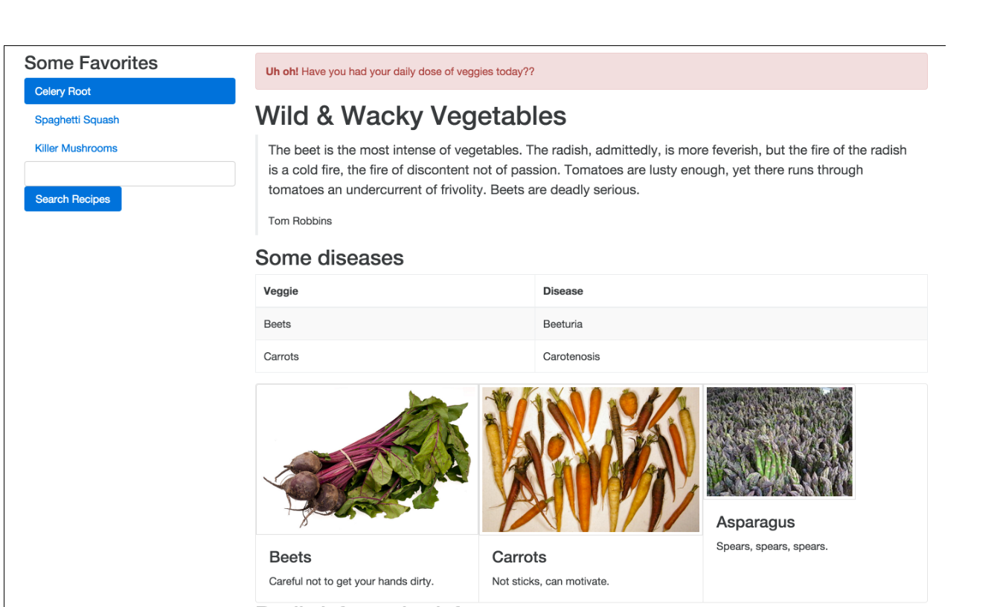 Some Favorites
Celery Root
Spaghetti Squash
Killer Mushrooms
Search Recipes
Uh oh! Have you had your daily dose of veggies today??
Wild & Wacky Vegetables
The beet is the most intense of vegetables. The radish, admittedly, is more feverish, but the fire of the radish
is a cold fire, the fire of discontent not of passion. Tomatoes are lusty enough, yet there runs through
tomatoes an undercurrent of frivolity. Beets are deadly serious.
Tom Robbins
Some diseases
Veggie Disease
Beets Beeturia
Carrots Carotenosis
Beets
Careful not to get your hands dirty.
Carrots
Not sticks, can motivate.
Asparagus
Spears, spears, spears.